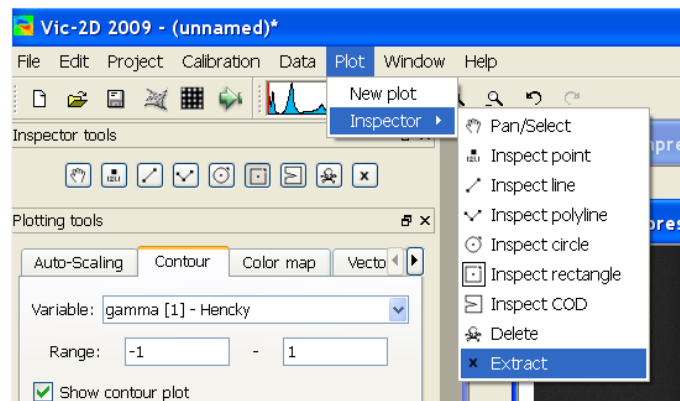 Vic-2D 2009 - (unnamed)*
File Edit Project Calibration Data Plot Window Help
New plot
Inspector
Inspector tools
Pan/Select
Inspect point
Inspect line
Inspect polyline
Inspect circle
Inspect rectangle
Inspect COD
Delete
Extract
Plotting tools
Auto-Scaling Contour Color map Vecto
Variable: gamma [1] - Hencky
Range: -1 - 1
Show contour plot